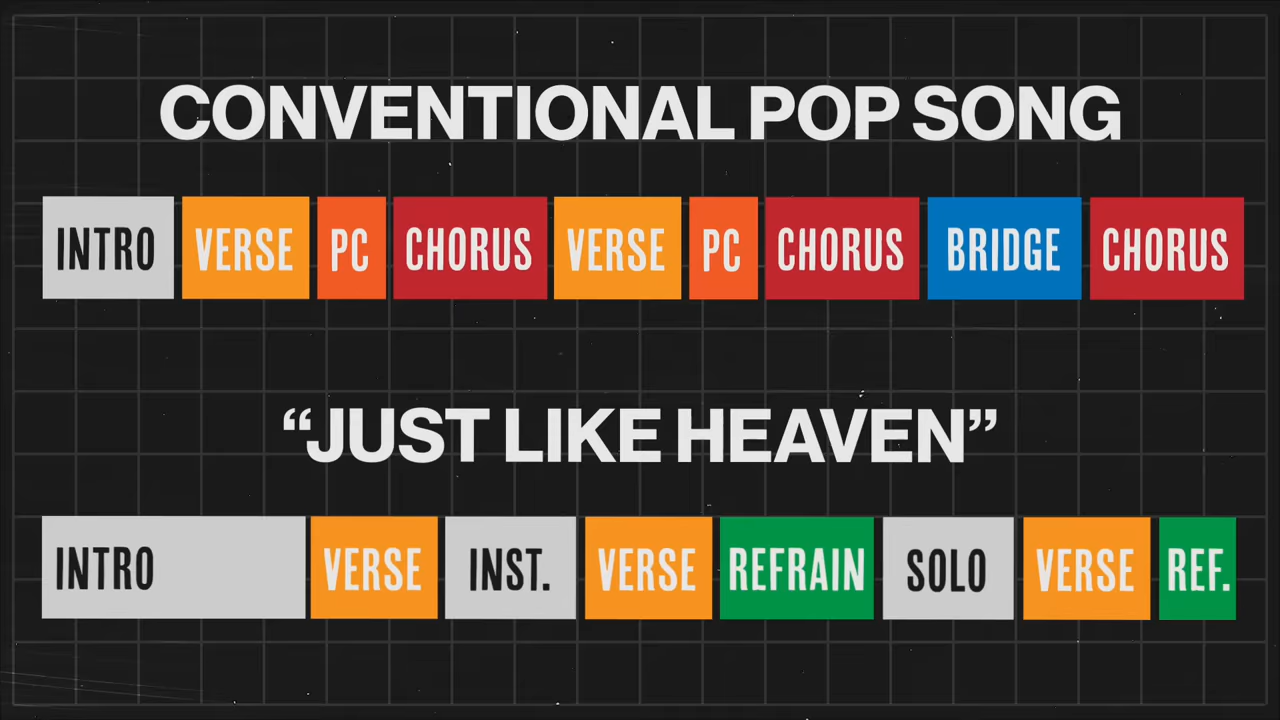 CONVENTIONAL POP SONG
INTRO VERSE PC CHORUS VERSE PC CHORUS BRIDGE CHORUS
“JUST LIKE HEAVEN”
INTRO VERSE INST. VERSE REFRAIN SOLO VERSE REF.